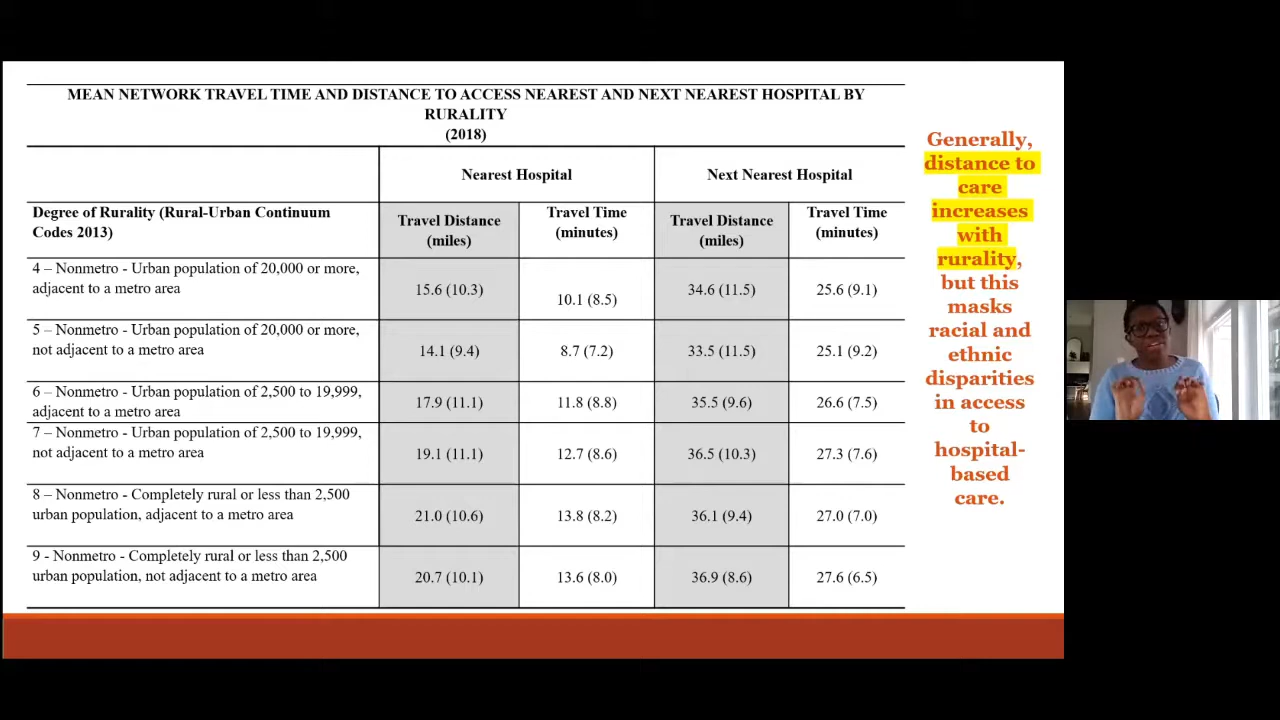 MEAN NETWORK TRAVEL TIME AND DISTANCE TO ACCESS NEAREST AND NEXT NEAREST HOSPITAL BY
RURALITY
(2018)
Nearest Hospital
Next Nearest Hospital
Degree of Rurality (Rural-Urban Continuum
Codes 2013)
Travel Distance
(miles)
Travel Time
(minutes)
Travel Distance
(miles)
Travel Time
(minutes)
4 – Nonmetro - Urban population of 20,000 or more,
adjacent to a metro area
15.6 (10.3)
10.1 (8.5)
34.6 (11.5)
25.6 (9.1)
5 – Nonmetro - Urban population of 20,000 or more,
not adjacent to a metro area
14.1 (9.4)
8.7 (7.2)
33.5 (11.5)
25.1 (9.2)
6 – Nonmetro - Urban population of 2,500 to 19,999,
adjacent to a metro area
17.9 (11.1)
11.8 (8.8)
35.5 (9.6)
26.6 (7.5)
7 – Nonmetro - Urban population of 2,500 to 19,999,
not adjacent to a metro area
19.1 (11.1)
12.7 (8.6)
36.5 (10.3)
27.3 (7.6)
8 – Nonmetro - Completely rural or less than 2,500
urban population, adjacent to a metro area
21.0 (10.6)
13.8 (8.2)
36.1 (9.4)
27.0 (7.0)
9 - Nonmetro - Completely rural or less than 2,500
urban population, not adjacent to a metro area
20.7 (10.1)
13.6 (8.0)
36.9 (8.6)
27.6 (6.5)
Generally,
distance to
care
increases
with
rurality,
but this
masks
racial and
ethnic
disparities
in access
to
hospital-
based
care.